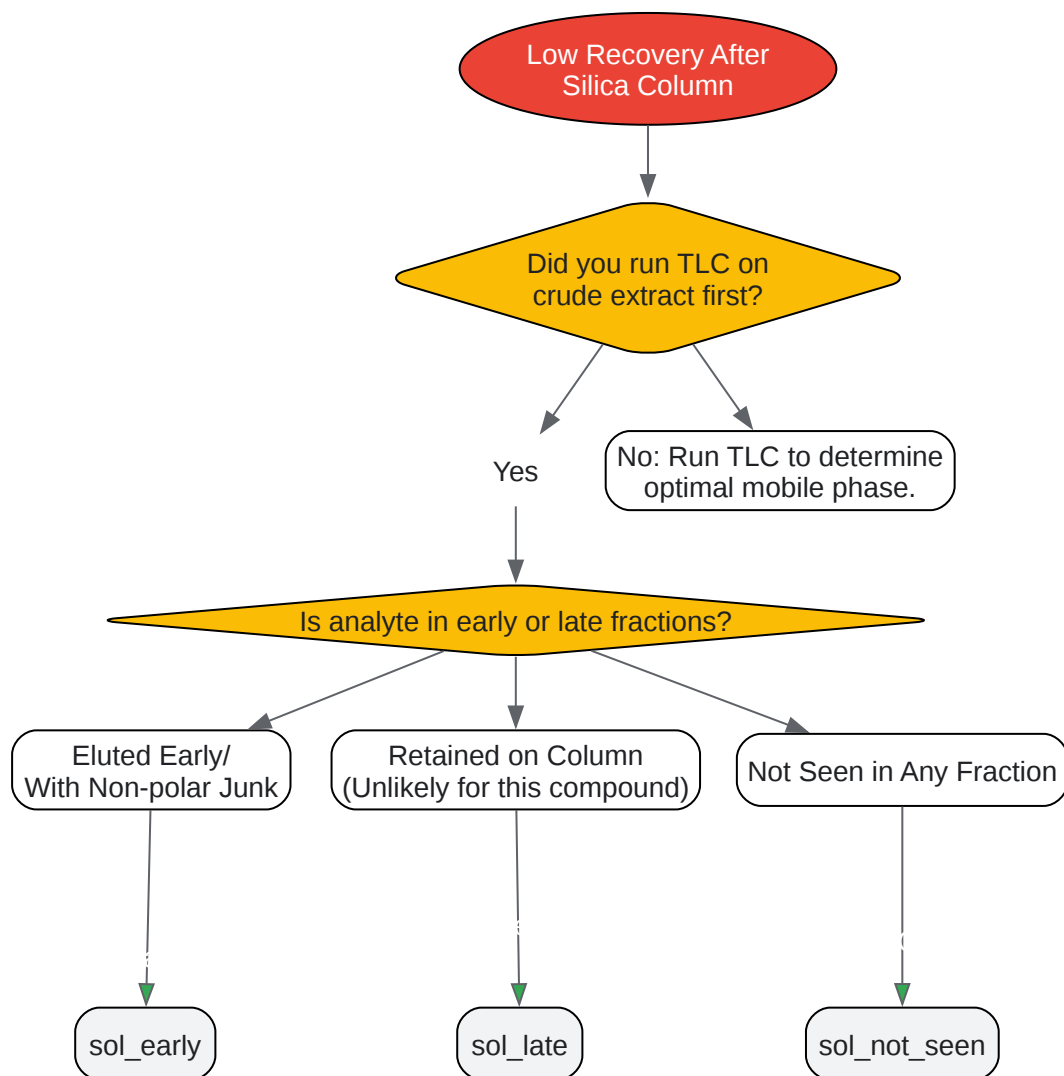 Low Recovery After
Silica Column
Did you run TLC on
crude extract first?
Yes
No: Run TLC to determine
optimal mobile phase.
Is analyte in early or late fractions?
Eluted Early/
With Non-polar Junk
Retained on Column
(Unlikely for this compound)
Not Seen in Any Fraction
sol_early
sol_late
sol_not_seen